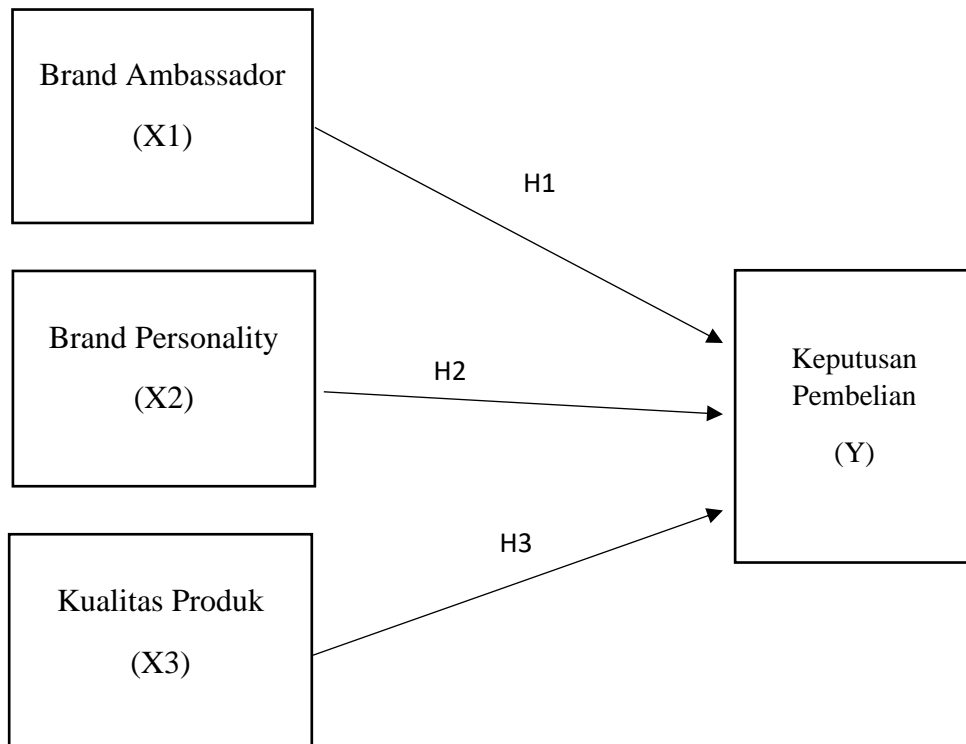 Brand Ambassador
(X1)
H1
Brand Personality
(X2)
H2
Keputusan
Pembelian
(Y)
H3
Kualitas Produk
(X3)